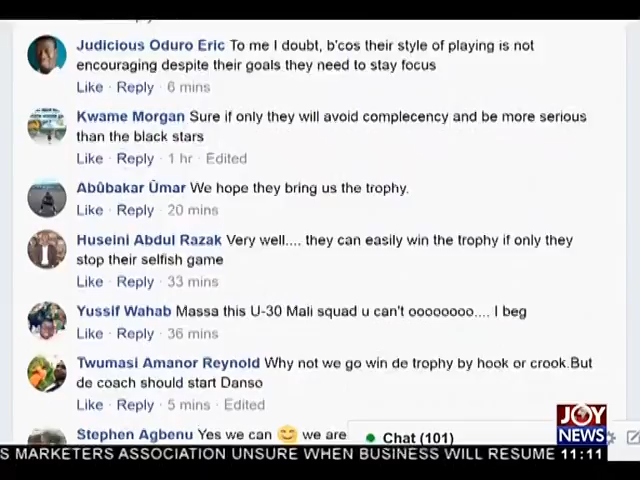 Judicious Oduro Eric To me I doubt, b'cos their style of playing is not
encouraging despite their goals they need to stay focus
Like · Reply · 6 mins
Kwame Morgan Sure if only they will avoid complecency and be more serious
than the black stars
Like · Reply · 1 hr · Edited
Abûbakar Ūmar We hope they bring us the trophy.
Like · Reply · 20 mins
Huseini Abdul Razak Very well.... they can easily win the trophy if only they
stop their selfish game
Like · Reply · 33 mins
Yussif Wahab Massa this U-30 Mali squad u can't oooooooo.... I beg
Like · Reply · 36 mins
Twumasi Amanor Reynold Why not we go win de trophy by hook or crook.But
de coach should start Danso
Like · Reply · 5 mins · Edited
Stephen Agbenu Yes we can 😊 we are
Chat (101)
JOY
NEWS
S MARKETERS ASSOCIATION UNSURE WHEN BUSINESS WILL RESUME 11:11